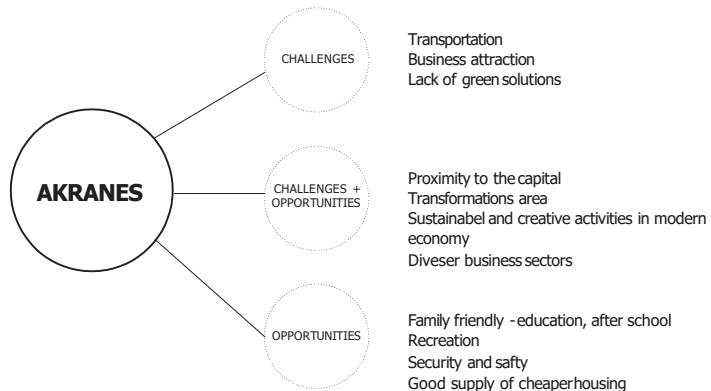 CHALLENGES
Transportation
Business attraction
Lack of green solutions
AKRANES
CHALLENGES +
OPPORTUNITIES
Proximity to the capital
Transformations area
Sustainabel and creative activities in modern
economy
Diveser business sectors
OPPORTUNITIES
Family friendly - education, after school
Recreation
Security and safty
Good supply of cheaperhousing